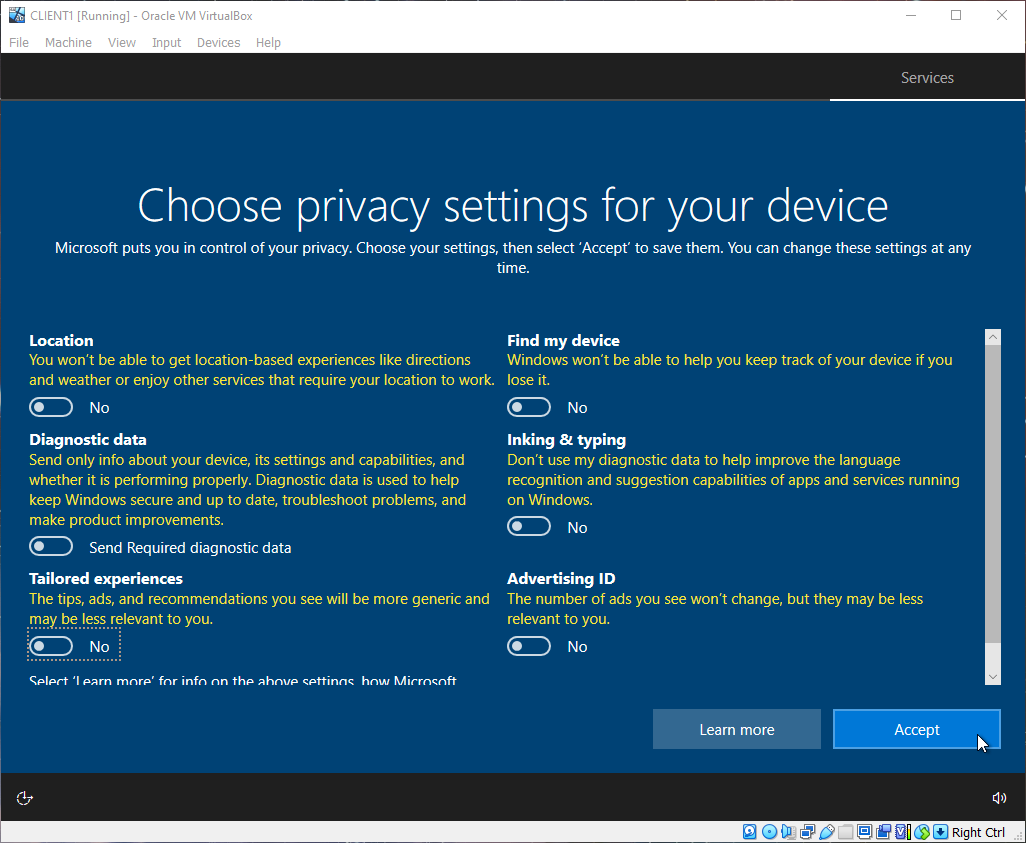 CLIENT1 [Running] - Oracle VM VirtualBox
File Machine View Input Devices Help
Services
Choose privacy settings for your device
Microsoft puts you in control of your privacy. Choose your settings, then select ‘Accept’ to save them. You can change these settings at any
time.
Location
You won’t be able to get location-based experiences like directions
and weather or enjoy other services that require your location to work.
No
Find my device
Windows won’t be able to help you keep track of your device if you
lose it.
No
Diagnostic data
Send only info about your device, its settings and capabilities, and
whether it is performing properly. Diagnostic data is used to help
keep Windows secure and up to date, troubleshoot problems, and
make product improvements.
Send Required diagnostic data
Inking & typing
Don’t use my diagnostic data to help improve the language
recognition and suggestion capabilities of apps and services running
on Windows.
No
Tailored experiences
The tips, ads, and recommendations you see will be more generic and
may be less relevant to you.
No
Advertising ID
The number of ads you see won’t change, but they may be less
relevant to you.
No
Select ‘Learn more’ for info on the above settings, how Microsoft
Learn more
Accept
Right Ctrl